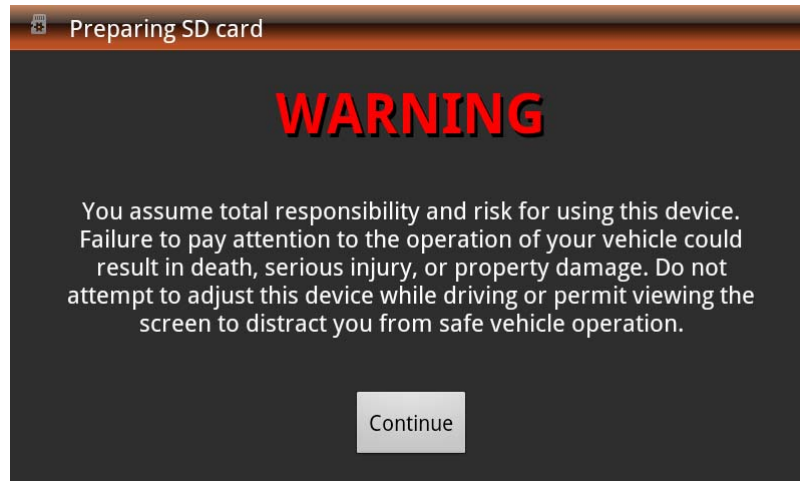 Preparing SD card
WARNING
You assume total responsibility and risk for using this device.
Failure to pay attention to the operation of your vehicle could
result in death, serious injury, or property damage. Do not
attempt to adjust this device while driving or permit viewing the
screen to distract you from safe vehicle operation.
Continue